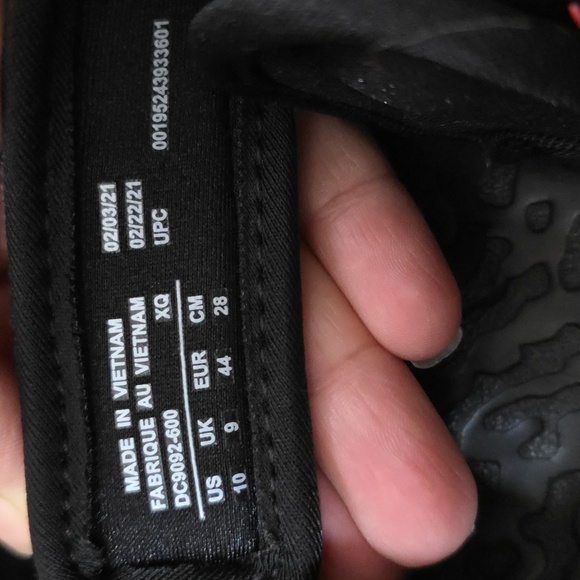 MADE IN VIETNAM 02/03/21
FABRIQUE AU VIETNAM 02/22/21
DC9092-600 XQ UPC 00195243933601
US UK EUR CM
10 9 44 28